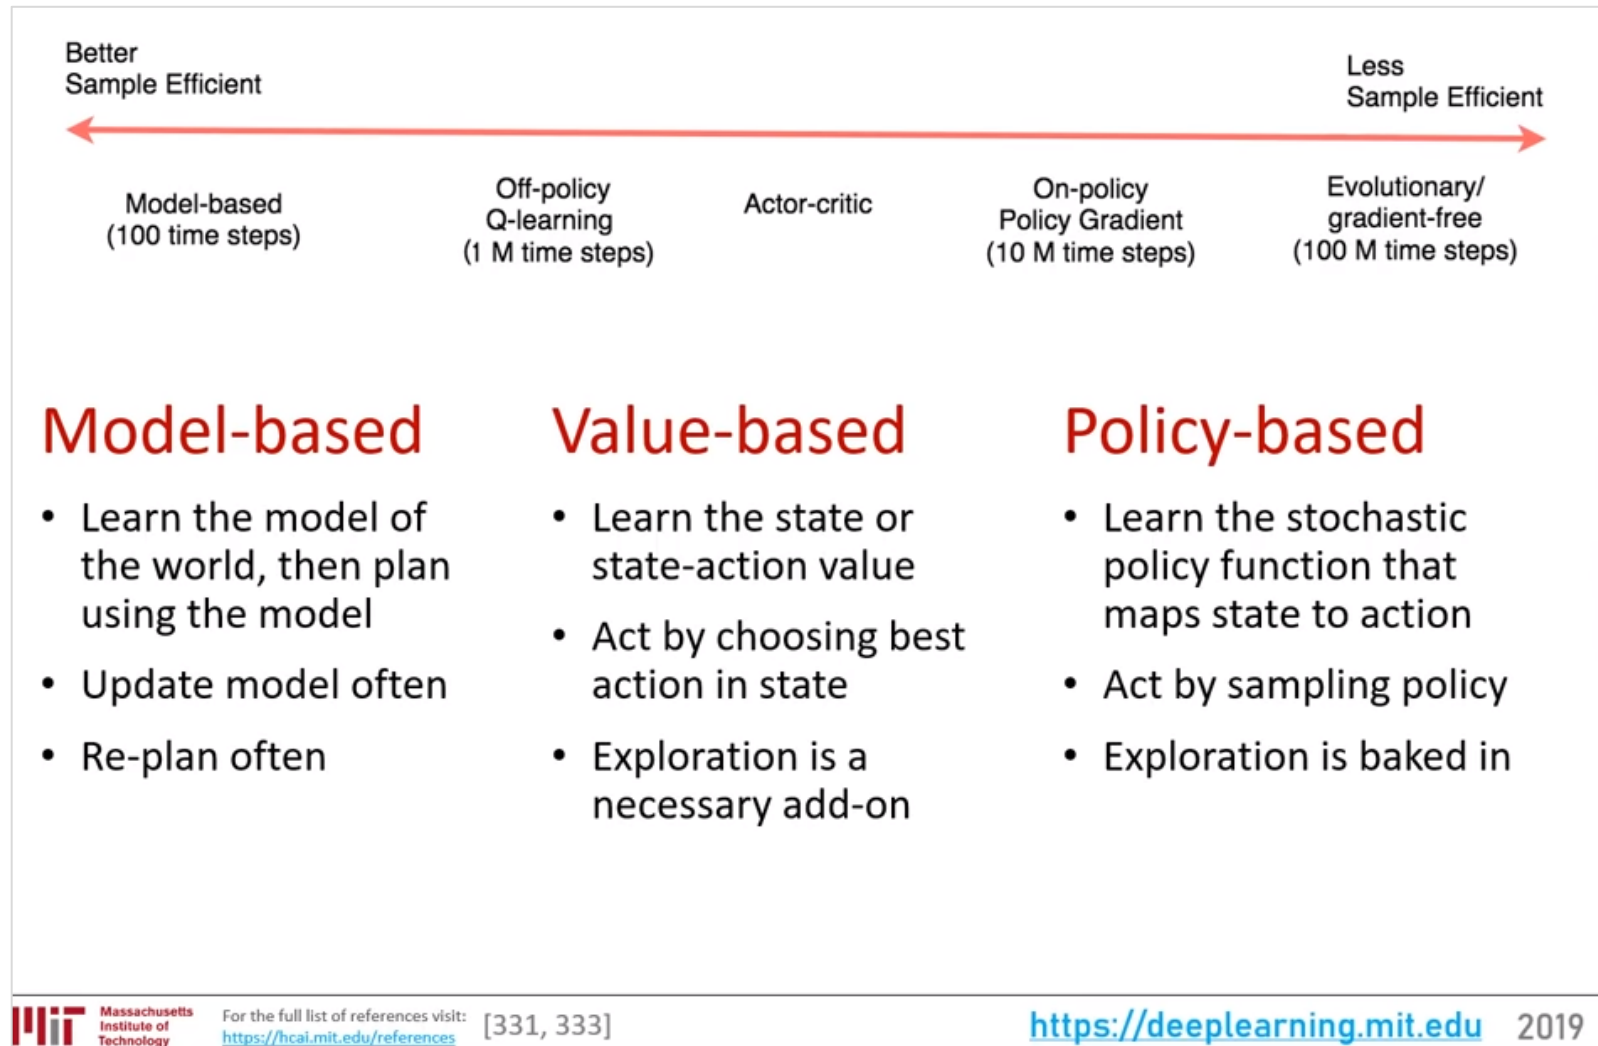 Better
Sample Efficient
Less
Sample Efficient
Model-based
(100 time steps)
Off-policy
Q-learning
(1 M time steps)
Actor-critic
On-policy
Policy Gradient
(10 M time steps)
Evolutionary/
gradient-free
(100 M time steps)
Model-based
• Learn the model of
the world, then plan
using the model
• Update model often
• Re-plan often
Value-based
• Learn the state or
state-action value
• Act by choosing best
action in state
• Exploration is a
necessary add-on
Policy-based
• Learn the stochastic
policy function that
maps state to action
• Act by sampling policy
• Exploration is baked in
MIT
Massachusetts
Institute of
Technology
For the full list of references visit:
https://hcai.mit.edu/references
[331, 333]
https://deeplearning.mit.edu
2019